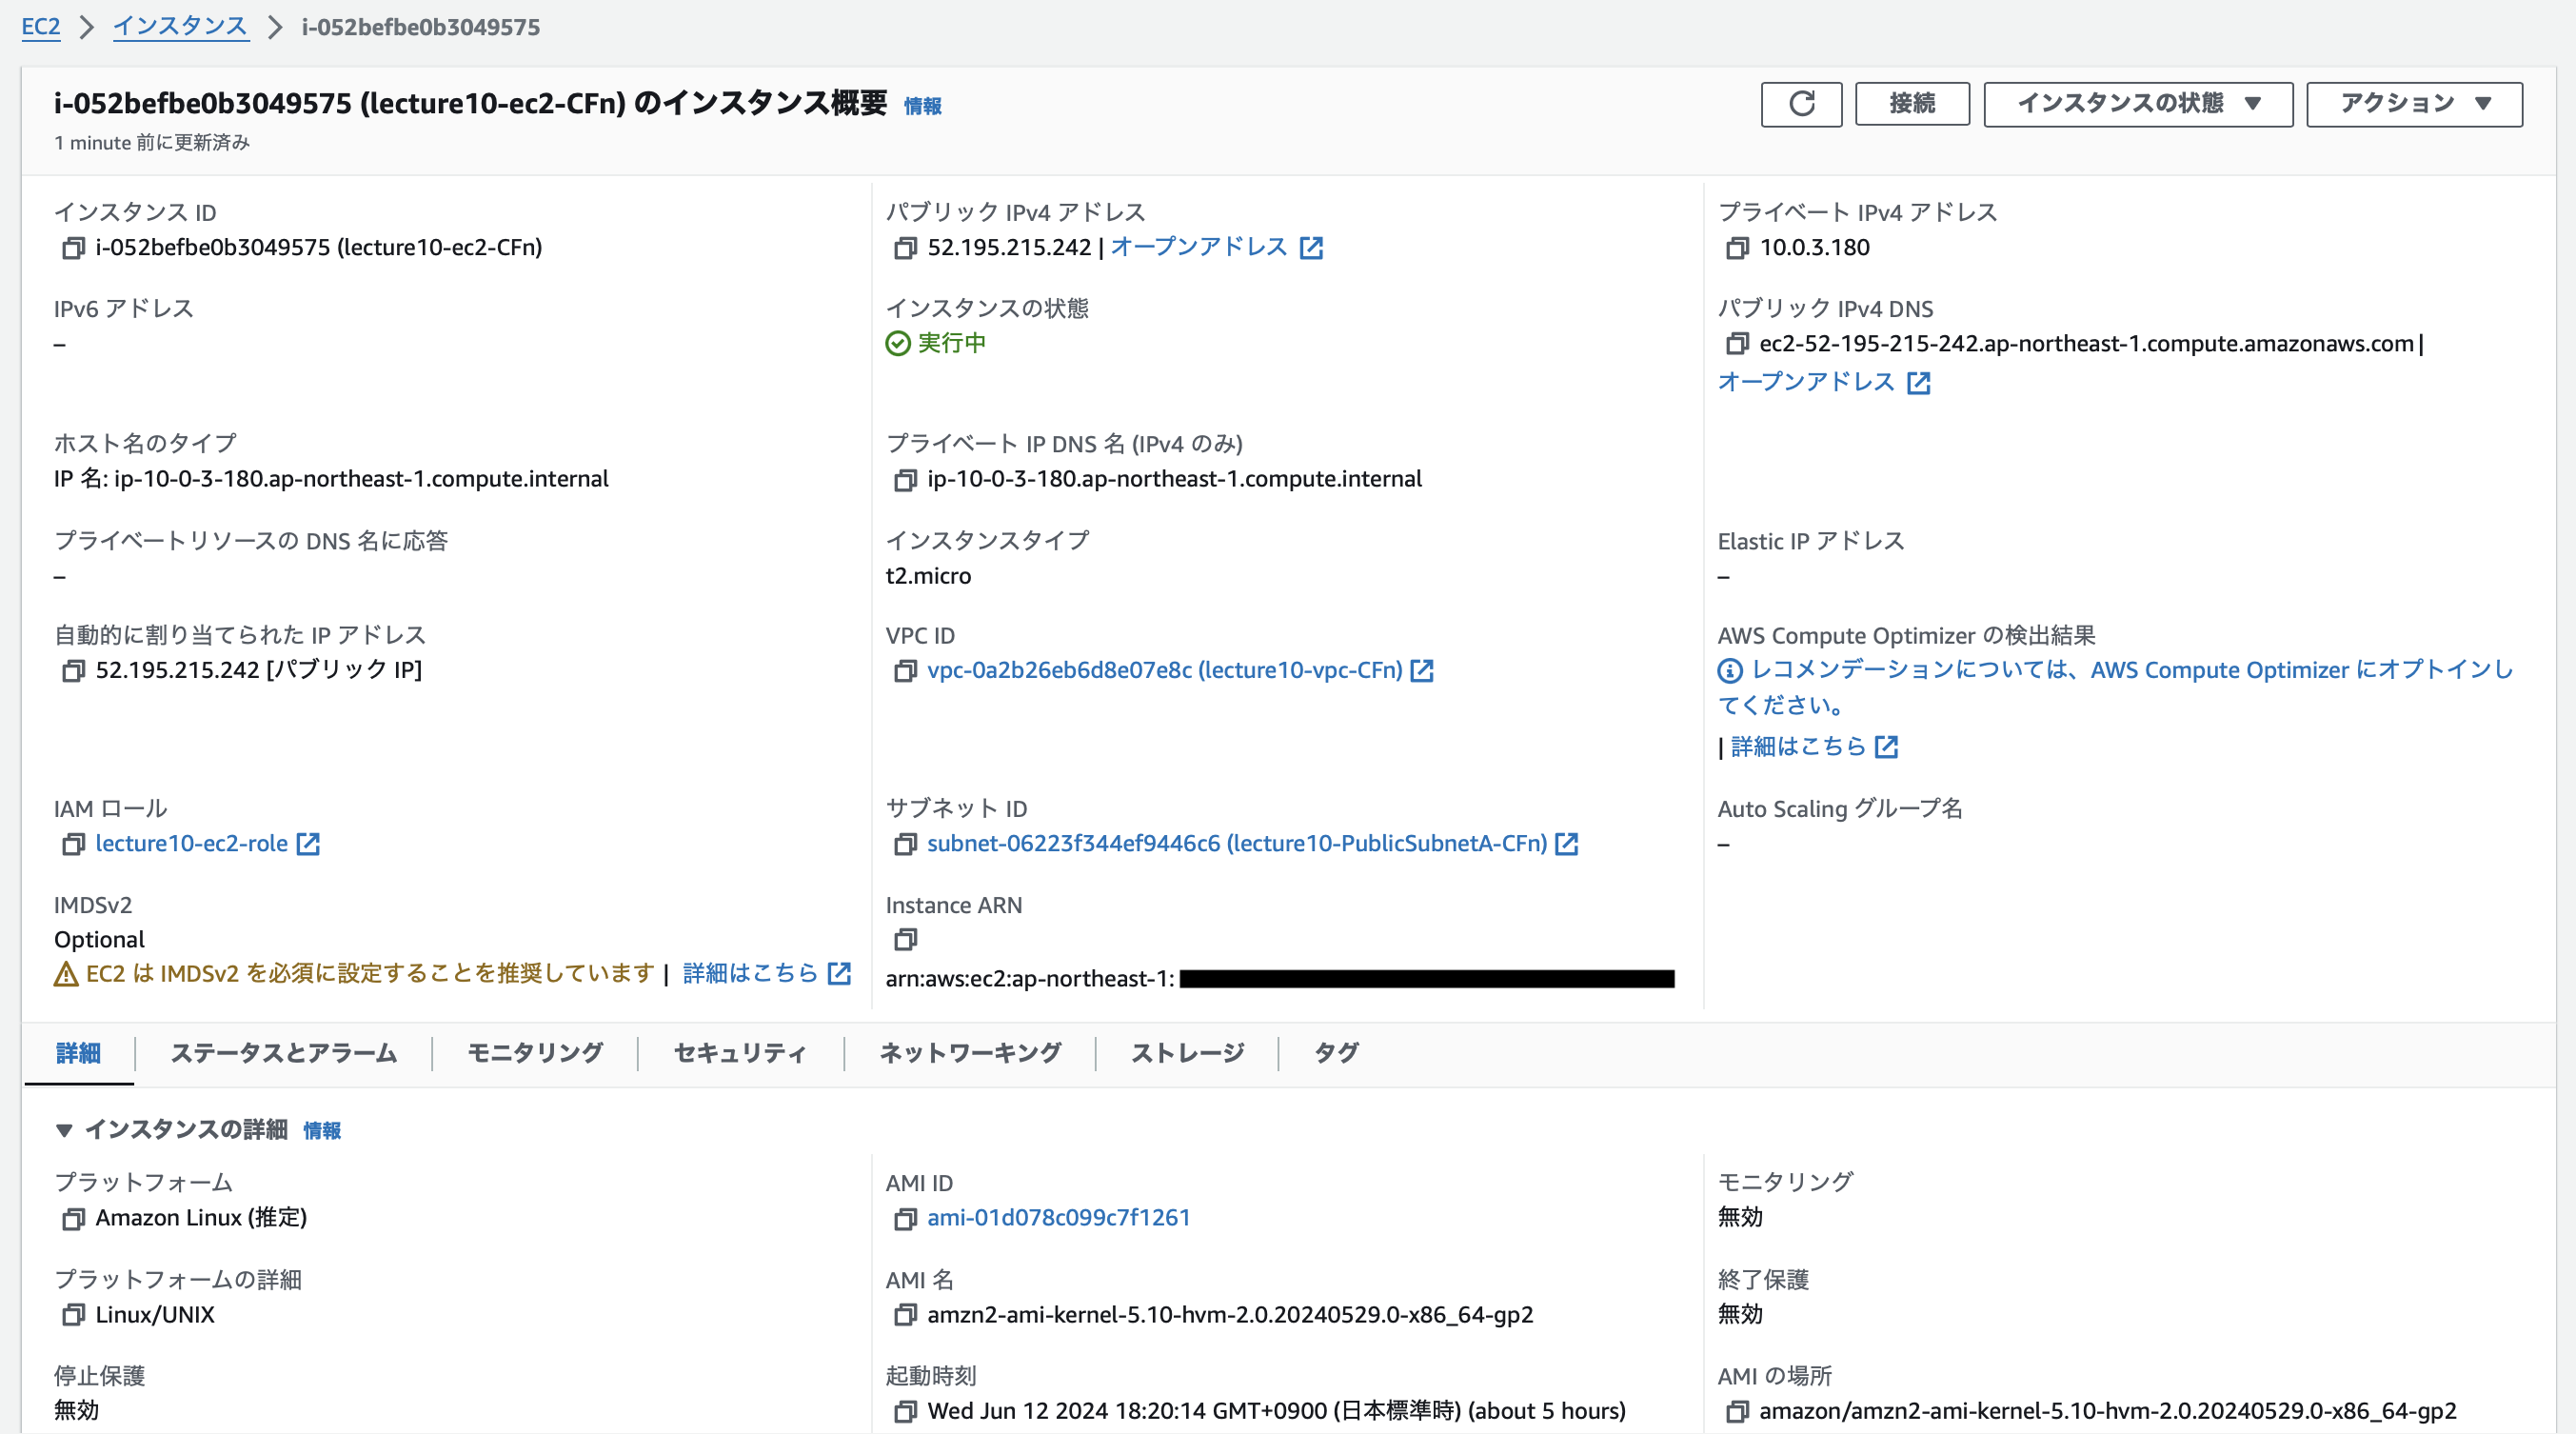 EC2 > インスタンス > i-052befbe0b3049575
i-052befbe0b3049575 (lecture10-ec2-CFn) のインスタンス概要 情報
1 minute 前に更新済み
接続 インスタンスの状態 ▼ アクション ▼
インスタンス ID
i-052befbe0b3049575 (lecture10-ec2-CFn)
パブリック IPv4 アドレス
52.195.215.242 | オープンアドレス
プライベート IPv4 アドレス
10.0.3.180
IPv6 アドレス
–
インスタンスの状態
実行中
パブリック IPv4 DNS
ec2-52-195-215-242.ap-northeast-1.compute.amazonaws.com |
オープンアドレス
ホスト名のタイプ
IP 名: ip-10-0-3-180.ap-northeast-1.compute.internal
プライベート IP DNS 名 (IPv4 のみ)
ip-10-0-3-180.ap-northeast-1.compute.internal
プライベートリソースの DNS 名に応答
–
インスタンスタイプ
t2.micro
Elastic IP アドレス
–
自動的に割り当てられた IP アドレス
52.195.215.242 [パブリック IP]
VPC ID
vpc-0a2b26eb6d8e07e8c (lecture10-vpc-CFn)
AWS Compute Optimizer の検出結果
レコメンデーションについては、AWS Compute Optimizer にオプトインし
てください。
| 詳細はこちら
IAM ロール
lecture10-ec2-role
サブネット ID
subnet-06223f344ef9446c6 (lecture10-PublicSubnetA-CFn)
Auto Scaling グループ名
–
IMDSv2
Optional
EC2 は IMDSv2 を必須に設定することを推奨しています | 詳細はこちら
Instance ARN
arn:aws:ec2:ap-northeast-1:
詳細 ステータスとアラーム モニタリング セキュリティ ネットワーキング ストレージ タグ
▼ インスタンスの詳細 情報
プラットフォーム
Amazon Linux (推定)
AMI ID
ami-01d078c099c7f1261
モニタリング
無効
プラットフォームの詳細
Linux/UNIX
AMI 名
amzn2-ami-kernel-5.10-hvm-2.0.20240529.0-x86_64-gp2
終了保護
無効
停止保護
無効
起動時刻
Wed Jun 12 2024 18:20:14 GMT+0900 (日本標準時) (about 5 hours)
AMI の場所
amazon/amzn2-ami-kernel-5.10-hvm-2.0.20240529.0-x86_64-gp2